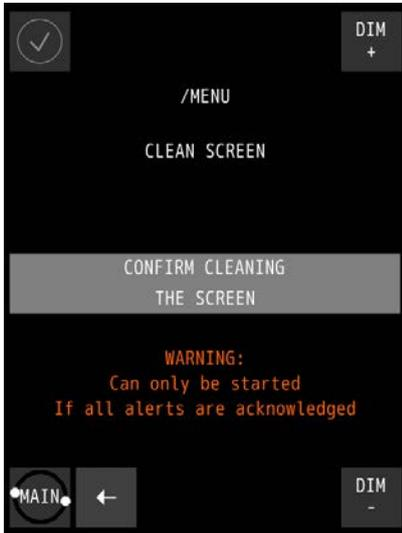 DIM
+
/MENU
CLEAN SCREEN
CONFIRM CLEANING
THE SCREEN
WARNING:
Can only be started
If all alerts are acknowledged
MAIN
←
DIM
-